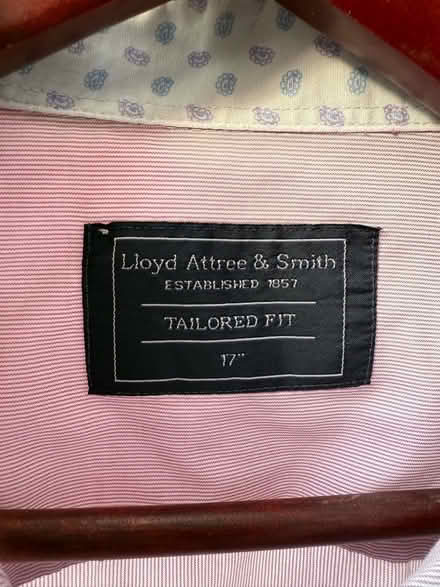 Lloyd Attree & Smith
ESTABLISHED 1857
TAILORED FIT
17"